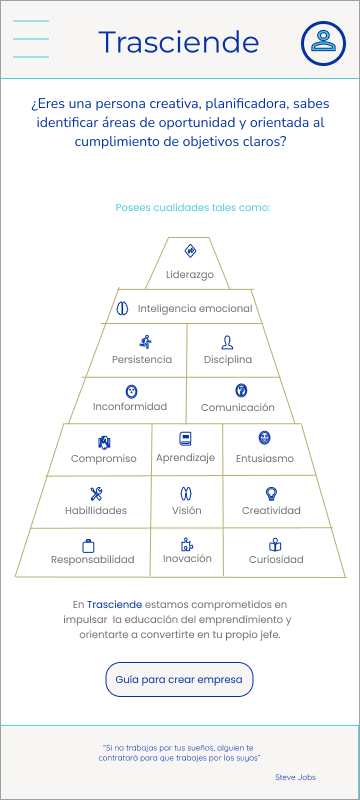 Trasciende
¿Eres una persona creativa, planificadora, sabes
identificar áreas de oportunidad y orientada al
cumplimiento de objetivos claros?
Posees cualidades tales como:
Liderazgo
Inteligencia emocional
Persistencia
Disciplina
Inconformidad
Comunicación
Compromiso
Aprendizaje
Entusiasmo
Habillidades
Visión
Creatividad
Responsabilidad
Inovación
Curiosidad
En Trasciende estamos comprometidos en
impulsar la educación del emprendimiento y
orientarte a convertirte en tu propio jefe.
Guía para crear empresa
“Si no trabajas por tus sueños, alguien te
contratará para que trabajes por los suyos”
Steve Jobs